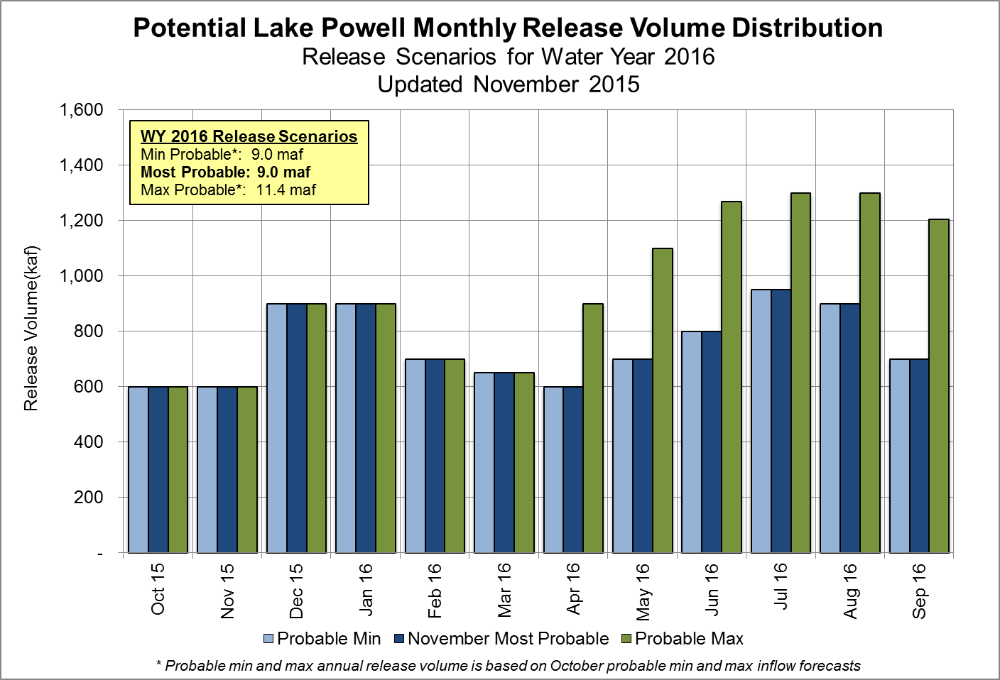 Potential Lake Powell Monthly Release Volume Distribution
Release Scenarios for Water Year 2016
Updated November 2015
WY 2016 Release Scenarios
Min Probable*: 9.0 maf
Most Probable: 9.0 maf
Max Probable*: 11.4 maf
Release Volume(kaf)
1,600
1,400
1,200
1,000
800
600
400
200
-
Oct 15
Nov 15
Dec 15
Jan 16
Feb 16
Mar 16
Apr 16
May 16
Jun 16
Jul 16
Aug 16
Sep 16
Probable Min
November Most Probable
Probable Max
* Probable min and max annual release volume is based on October probable min and max inflow forecasts